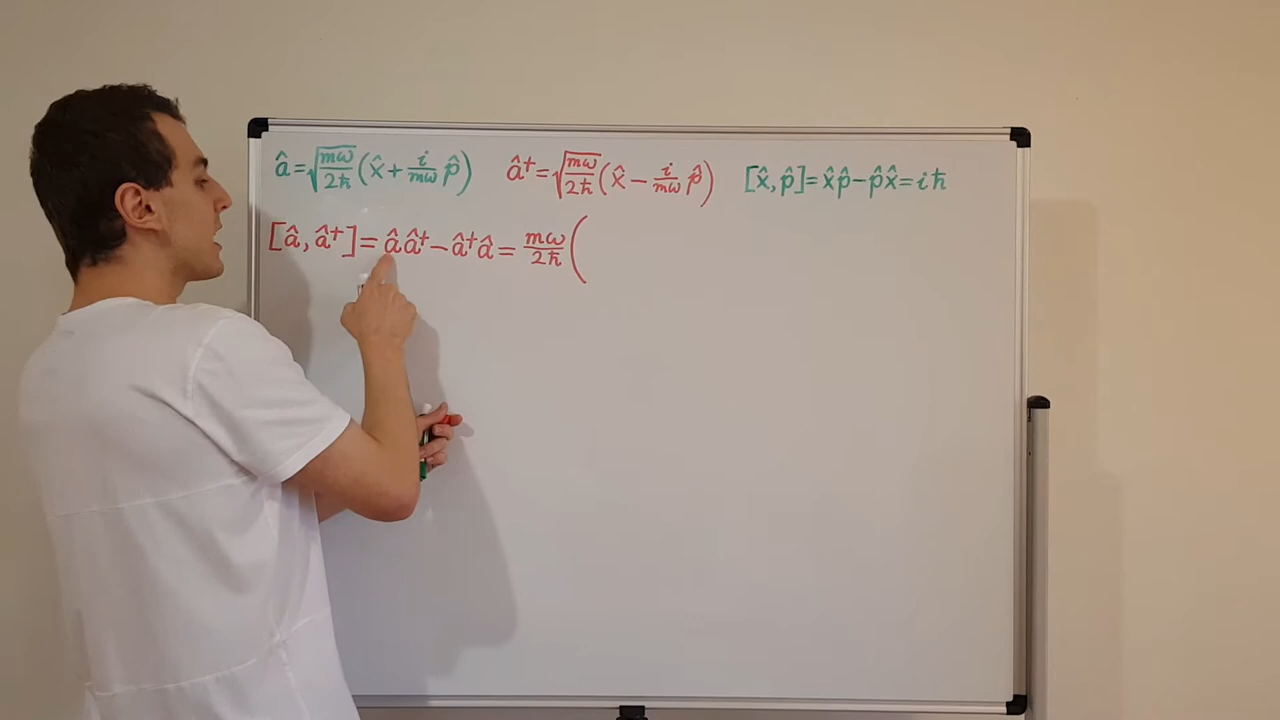 â = √(mω/2ħ) (x̂ + i/mω p̂)  â† = √(mω/2ħ) (x̂ − i/mω p̂)  [x̂, p̂] = x̂p̂ − p̂x̂ = iħ
[â, â†] = ââ† − â†â = mω/2ħ (